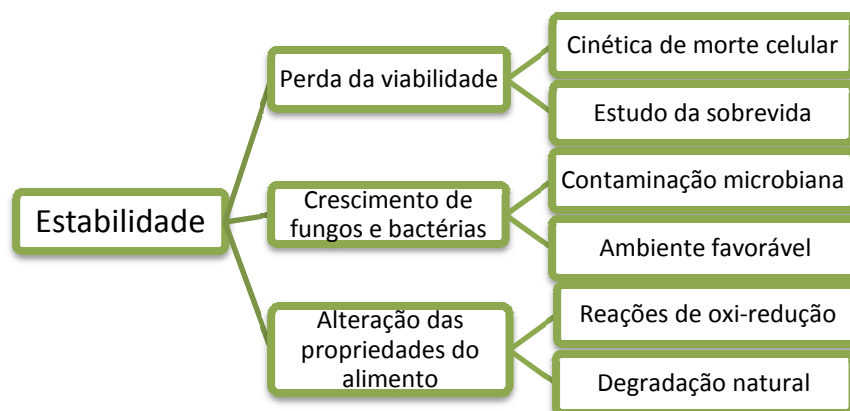 Estabilidade
Perda da viabilidade
Cinética de morte celular
Estudo da sobrevida
Crescimento de
fungos e bactérias
Contaminação microbiana
Ambiente favorável
Alteração das
propriedades do
alimento
Reações de oxi-redução
Degradação natural